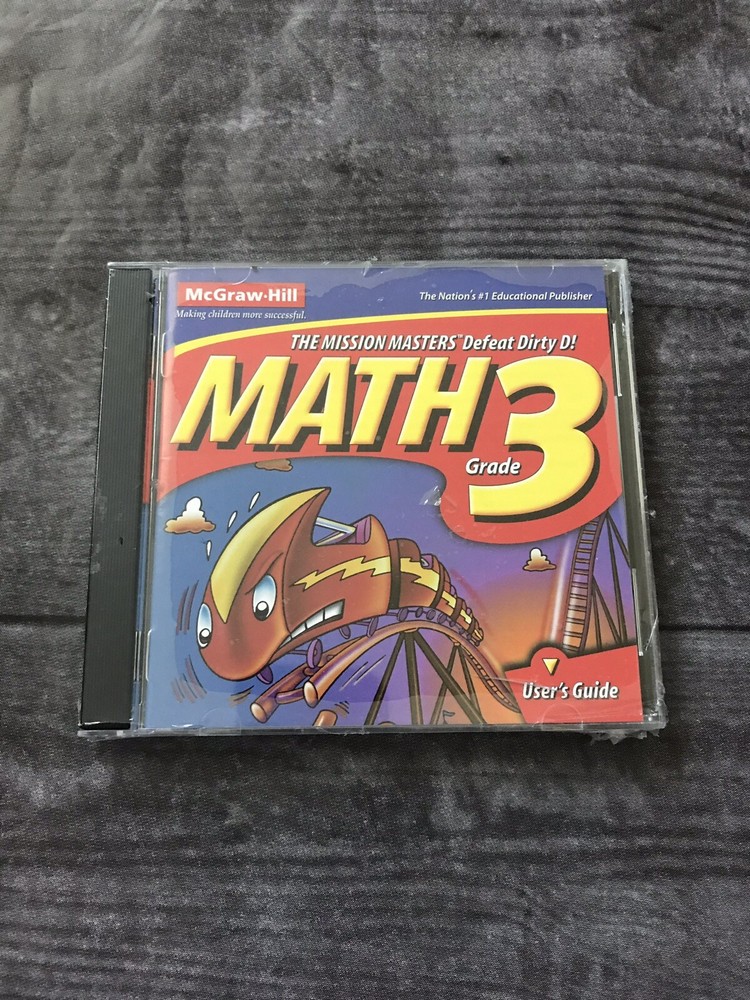 McGraw-Hill
The Nation's #1 Educational Publisher
Making children more successful.
THE MISSION MASTERS™ Defeat Dirty D!
MATH 3
Grade
User's Guide